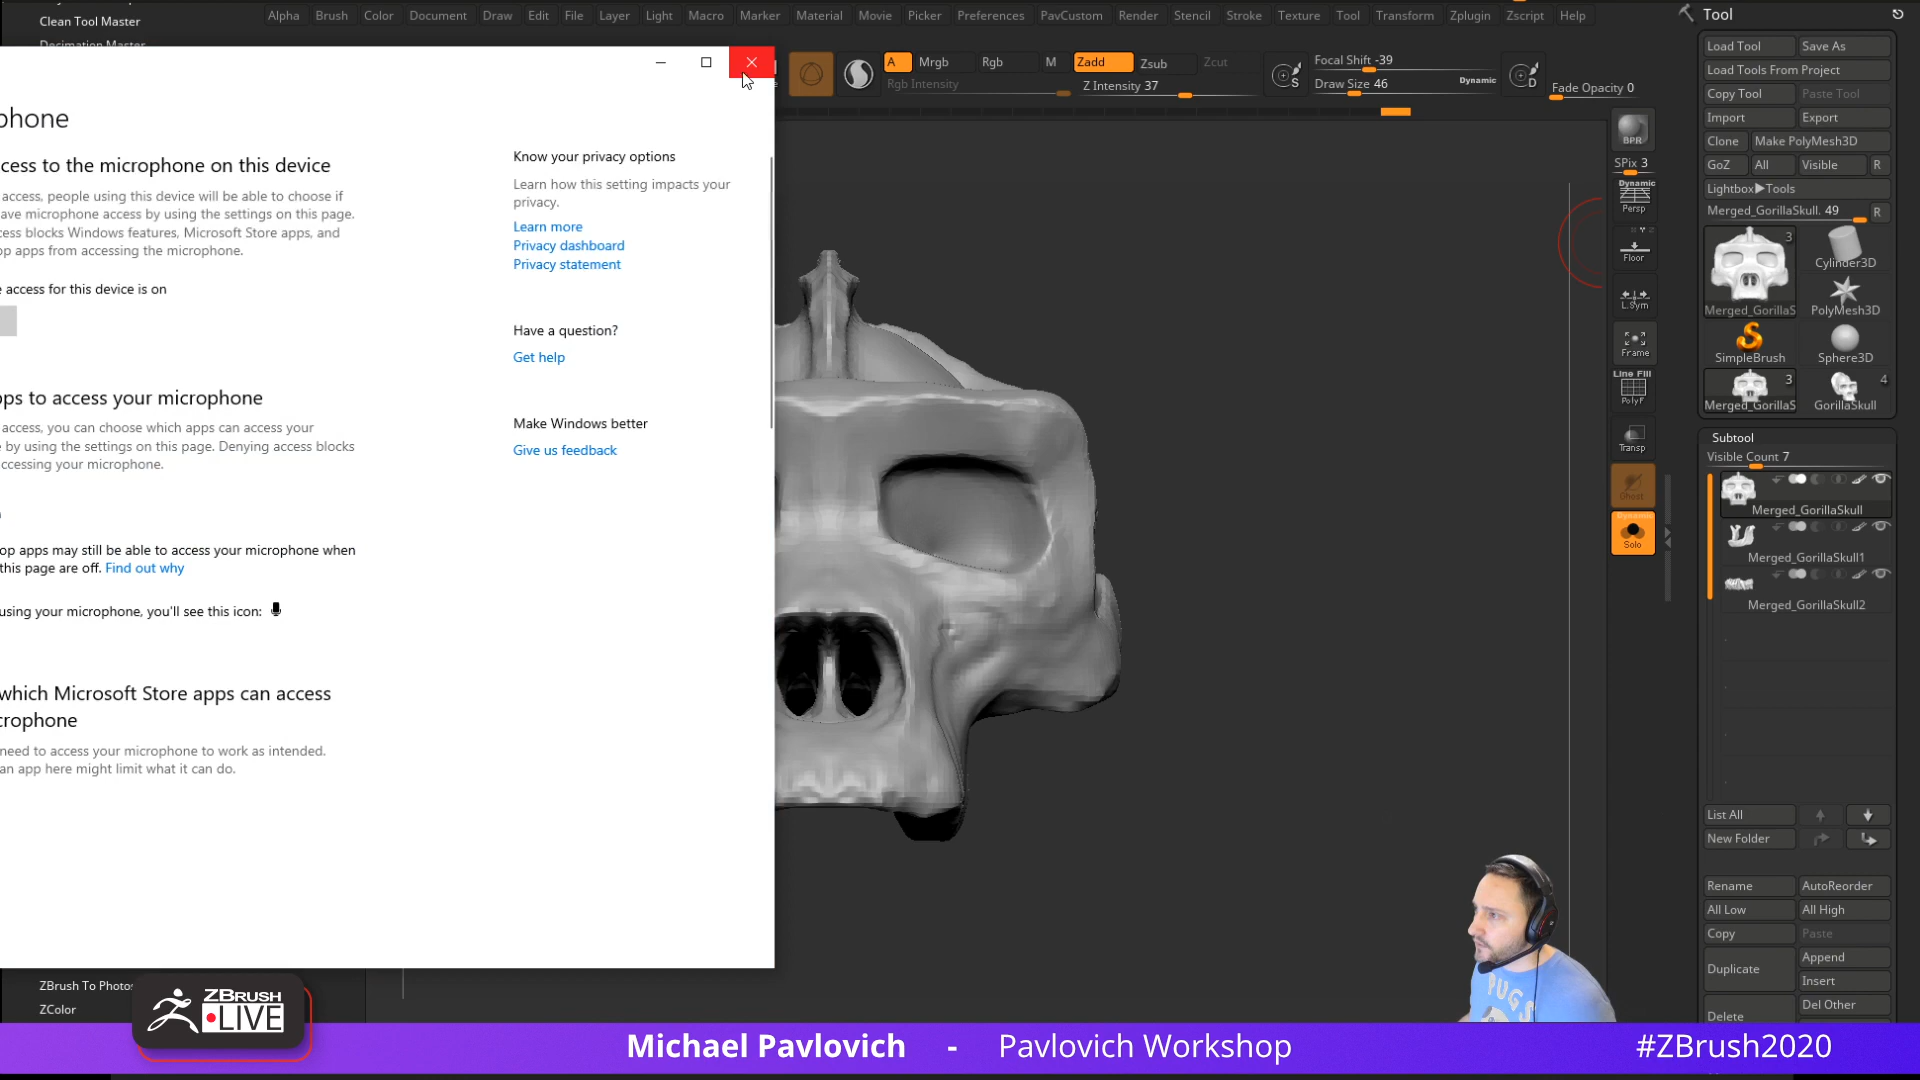 Clean Tool Master
Decimation Master
Alpha Brush Color Document Draw Edit File Layer Light Macro Marker Material Movie Picker Preferences PavCustom Render Stencil Stroke Texture Tool Transform Zplugin Zscript Help
Tool
phone
cess to the microphone on this device
access, people using this device will be able to choose if
ave microphone access by using the settings on this page.
cess blocks Windows features, Microsoft Store apps, and
op apps from accessing the microphone.
access for this device is on
ps to access your microphone
access, you can choose which apps can access your
by using the settings on this page. Denying access blocks
ccessing your microphone.
op apps may still be able to access your microphone when
this page are off. Find out why
using your microphone, you'll see this icon:
which Microsoft Store apps can access
crophone
need to access your microphone to work as intended.
an app here might limit what it can do.
Know your privacy options
Learn how this setting impacts your
privacy.
Learn more
Privacy dashboard
Privacy statement
Have a question?
Get help
Make Windows better
Give us feedback
A Mrgb Rgb M Zadd Zsub Zcut
Rgb Intensity Z Intensity 37
Focal Shift -39
Draw Size 46 Dynamic
Fade Opacity 0
S
D
BPR
SPix 3
Dynamic
Persp
Floor
L.Sym
Frame
Line Fill
PolyF
Transp
Ghost
Dynamic
Solo
Load Tool Save As
Load Tools From Project
Copy Tool Paste Tool
Import Export
Clone Make PolyMesh3D
GoZ All Visible R
Lightbox▶Tools
Merged_GorillaSkull. 49 R
3
Merged_GorillaS
Cylinder3D
PolyMesh3D
SimpleBrush
Sphere3D
3
Merged_GorillaS
4
GorillaSkull
Subtool
Visible Count 7
Merged_GorillaSkull
Merged_GorillaSkull1
Merged_GorillaSkull2
List All
New Folder
Rename AutoReorder
All Low All High
Copy Paste
Duplicate Append
Insert
Delete Del Other
ZBrush To Photos
ZColor
ZBRUSH
LIVE
PUGS
Michael Pavlovich - Pavlovich Workshop #ZBrush2020